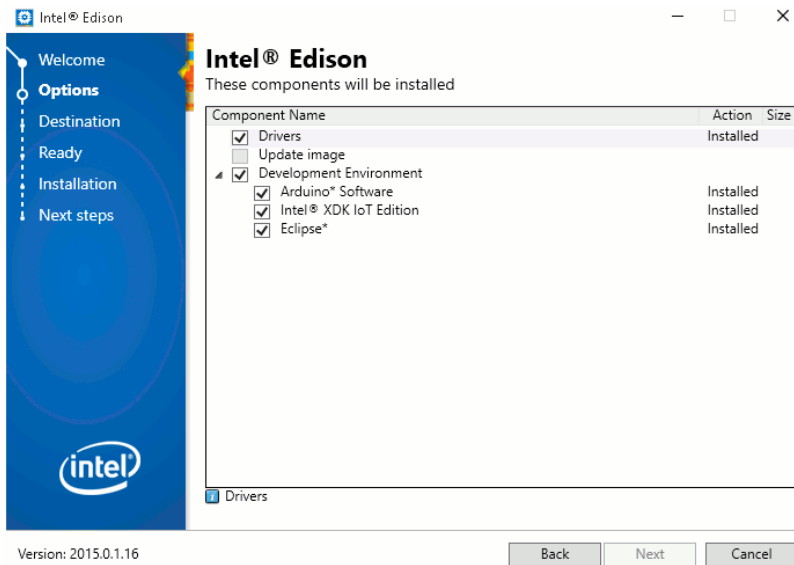 Intel® Edison
Welcome
Options
Destination
Ready
Installation
Next steps
intel®
Intel® Edison
These components will be installed
Component Name Action Size
Drivers Installed
Update image
Development Environment
Arduino* Software Installed
Intel® XDK IoT Edition Installed
Eclipse* Installed
Drivers
Version: 2015.0.1.16
Back Next Cancel